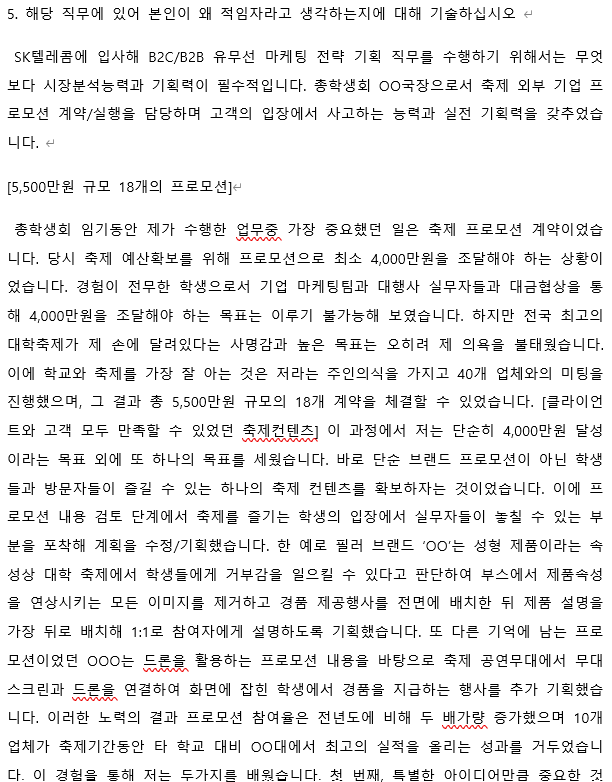 5. 해당 직무에 있어 본인이 왜 적임자라고 생각하는지에 대해 기술하십시오
SK텔레콤에 입사해 B2C/B2B 유무선 마케팅 전략 기획 직무를 수행하기 위해서는 무엇
보다 시장분석능력과 기획력이 필수적입니다. 총학생회 OO국장으로서 축제 외부 기업 프
로모션 계약/실행을 담당하며 고객의 입장에서 사고하는 능력과 실전 기획력을 갖추었습
니다.
[5,500만원 규모 18개의 프로모션]
총학생회 임기동안 제가 수행한 업무중 가장 중요했던 일은 축제 프로모션 계약이었습
니다. 당시 축제 예산확보를 위해 프로모션으로 최소 4,000만원을 조달해야 하는 상황이
었습니다. 경험이 전무한 학생으로서 기업 마케팅팀과 대행사 실무자들과 대금협상을 통
해 4,000만원을 조달해야 하는 목표는 이루기 불가능해 보였습니다. 하지만 전국 최고의
대학축제가 제 손에 달려있다는 사명감과 높은 목표는 오히려 제 의욕을 불태웠습니다.
이에 학교와 축제를 가장 잘 아는 것은 저라는 주인의식을 가지고 40개 업체와의 미팅을
진행했으며, 그 결과 총 5,500만원 규모의 18개 계약을 체결할 수 있었습니다. [클라이언
트와 고객 모두 만족할 수 있었던 축제컨텐츠] 이 과정에서 저는 단순히 4,000만원 달성
이라는 목표 외에 또 하나의 목표를 세웠습니다. 바로 단순 브랜드 프로모션이 아닌 학생
들과 방문자들이 즐길 수 있는 하나의 축제 컨텐츠를 확보하자는 것이었습니다. 이에 프
로모션 내용 검토 단계에서 축제를 즐기는 학생의 입장에서 실무자들이 놓칠 수 있는 부
분을 포착해 계획을 수정/기획했습니다. 한 예로 필러 브랜드 ‘OO’는 성형 제품이라는 속
성상 대학 축제에서 학생들에게 거부감을 일으킬 수 있다고 판단하여 부스에서 제품속성
을 연상시키는 모든 이미지를 제거하고 경품 제공행사를 전면에 배치한 뒤 제품 설명을
가장 뒤로 배치해 1:1로 참여자에게 설명하도록 기획했습니다. 또 다른 기억에 남는 프로
모션이었던 OOO는 드론을 활용하는 프로모션 내용을 바탕으로 축제 공연무대에서 무대
스크린과 드론을 연결하여 화면에 잡힌 학생에서 경품을 지급하는 행사를 추가 기획했습
니다. 이러한 노력의 결과 프로모션 참여율은 전년도에 비해 두 배가량 증가했으며 10개
업체가 축제기간동안 타 학교 대비 OO대에서 최고의 실적을 올리는 성과를 거두었습니
다. 이 경험을 통해 저는 두가지를 배웠습니다. 첫 번째, 특별한 아이디어만큼 중요한 것